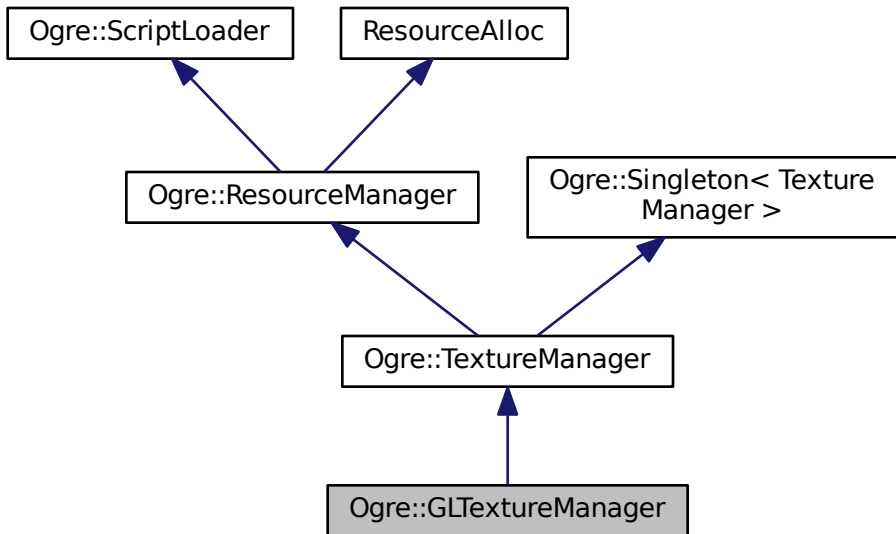 Ogre::ScriptLoader
ResourceAlloc
Ogre::ResourceManager
Ogre::Singleton< Texture
Manager >
Ogre::TextureManager
Ogre::GLTextureManager